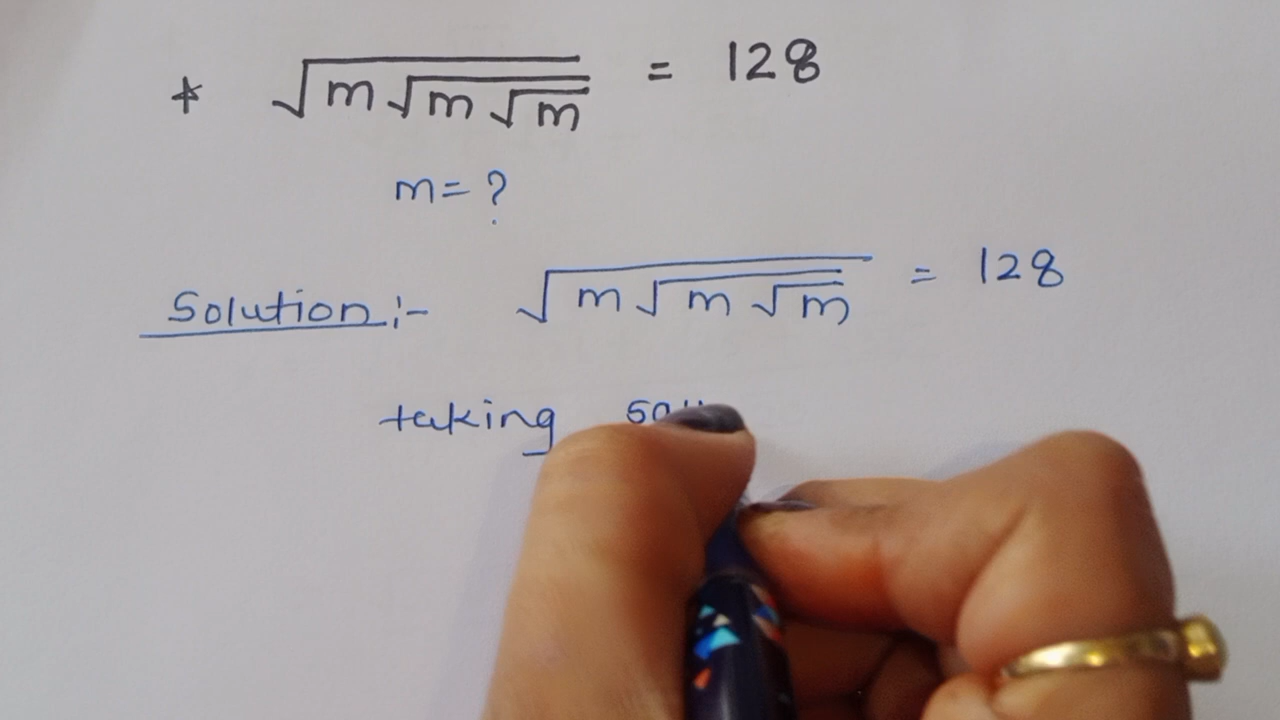 * √(m√(m√m)) = 128
m = ?
Solution :- √(m√(m√m)) = 128
taking